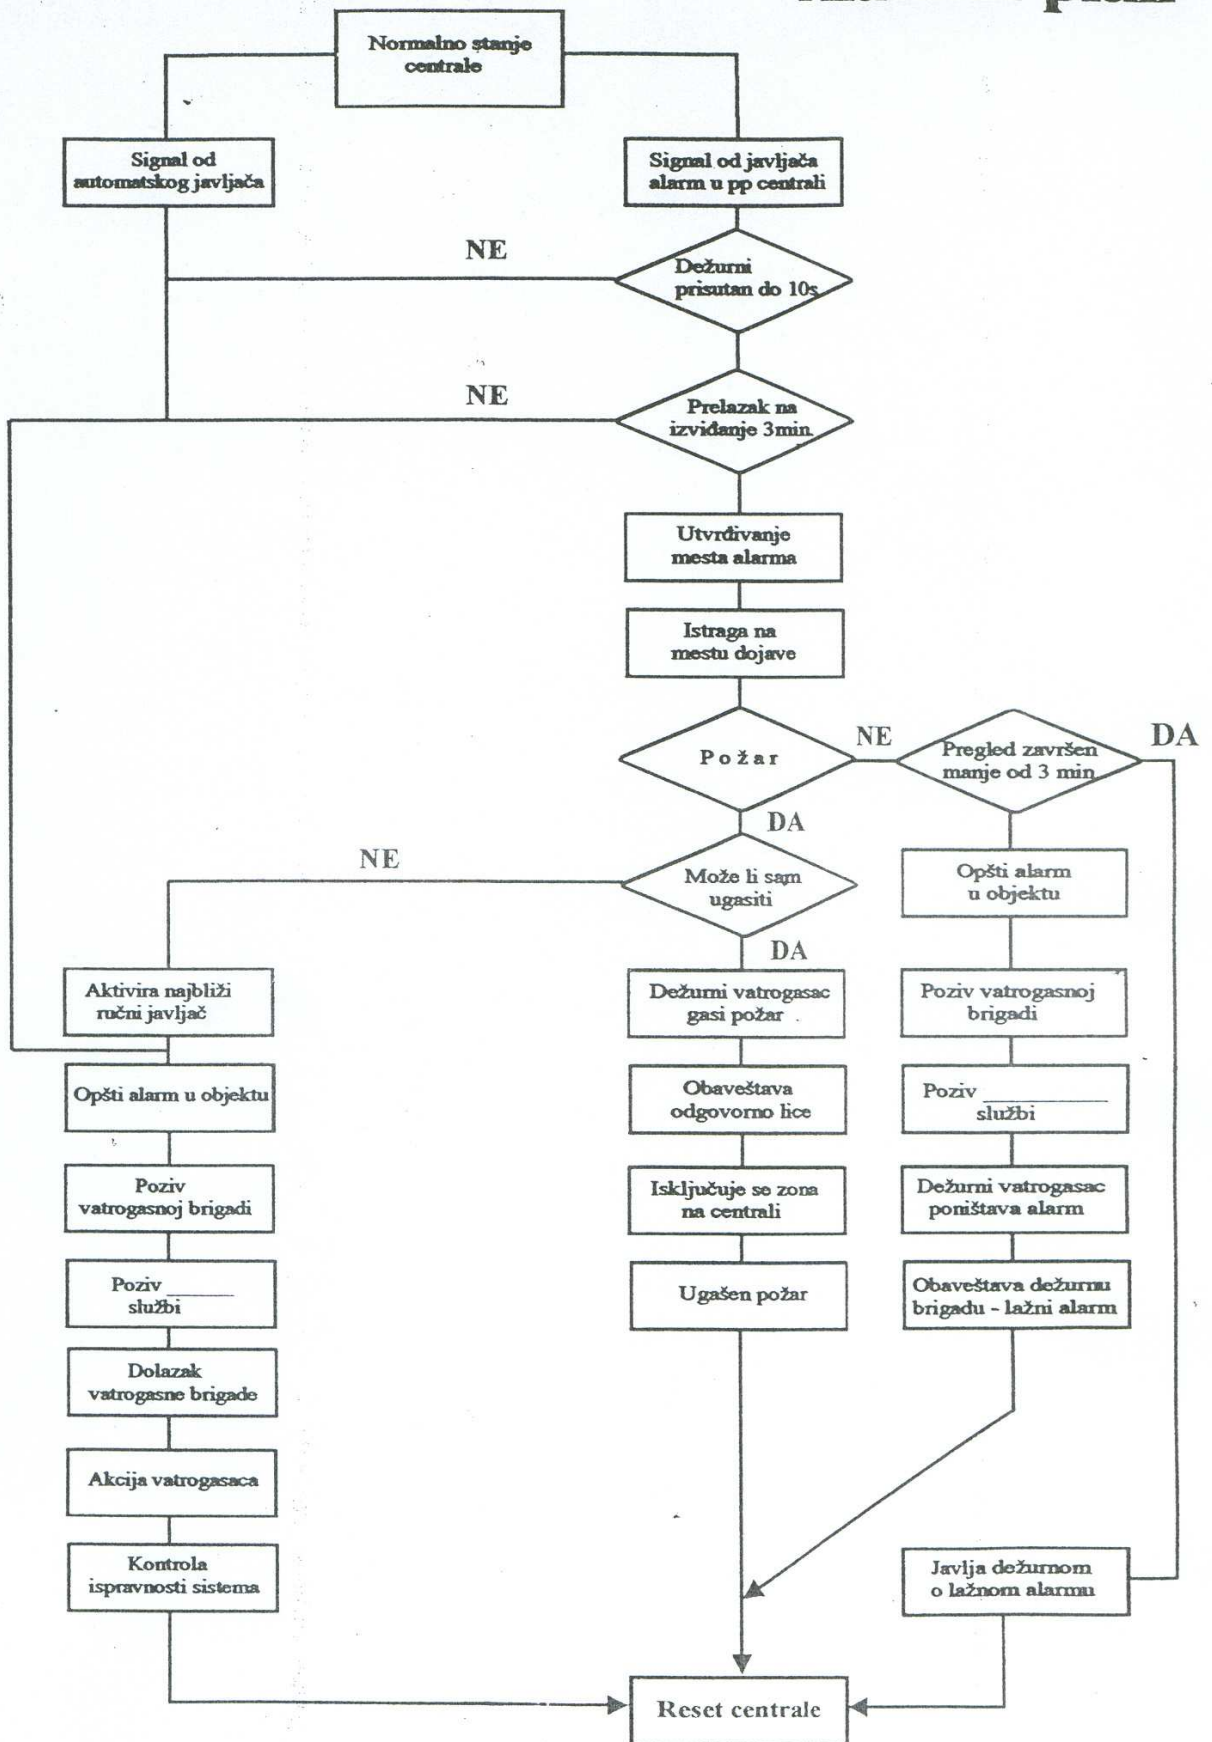 Normalno stanje
centrale
Signal od
automatskog javljača
Signal od javljača
alarm u pp centrali
NE
Dežurni
prisutan do 10s
NE
Prelazak na
izviđanje 3min.
Utvrđivanje
mesta alarma
Istraga na
mestu dojave
Požar
NE
Pregled završen
manje od 3 min.
DA
DA
NE
Može li sam
ugasiti
Opšti alarm
u objektu
DA
Aktivira najbliži
ručni javljač
Dežurni vatrogasac
gasi požar
Poziv vatrogasnoj
brigadi
Opšti alarm u objektu
Obaveštava
odgovorno lice
Poziv ____________
službi
Poziv
vatrogasnoj brigadi
Isključuje se zona
na centrali
Dežurni vatrogasac
poništava alarm
Poziv ______
službi
Ugašen požar
Obaveštava dežurnu
brigadu - lažni alarm
Dolazak
vatrogasne brigade
Akcija vatrogasaca
Kontrola
ispravnosti sistema
Javlja dežurnom
o lažnom alarmu
Reset centrale